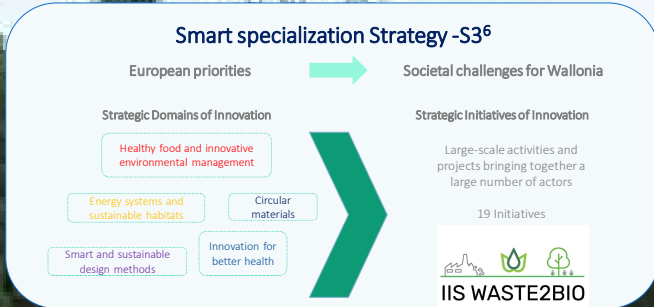 Smart specialization Strategy -S3⁶
European priorities
Societal challenges for Wallonia
Strategic Domains of Innovation
Healthy food and innovative
environmental management
Energy systems and
sustainable habitats
Circular
materials
Smart and sustainable
design methods
Innovation for
better health
Strategic Initiatives of Innovation
Large-scale activities and
projects bringing together a
large number of actors
19 Initiatives
IIS WASTE2BIO